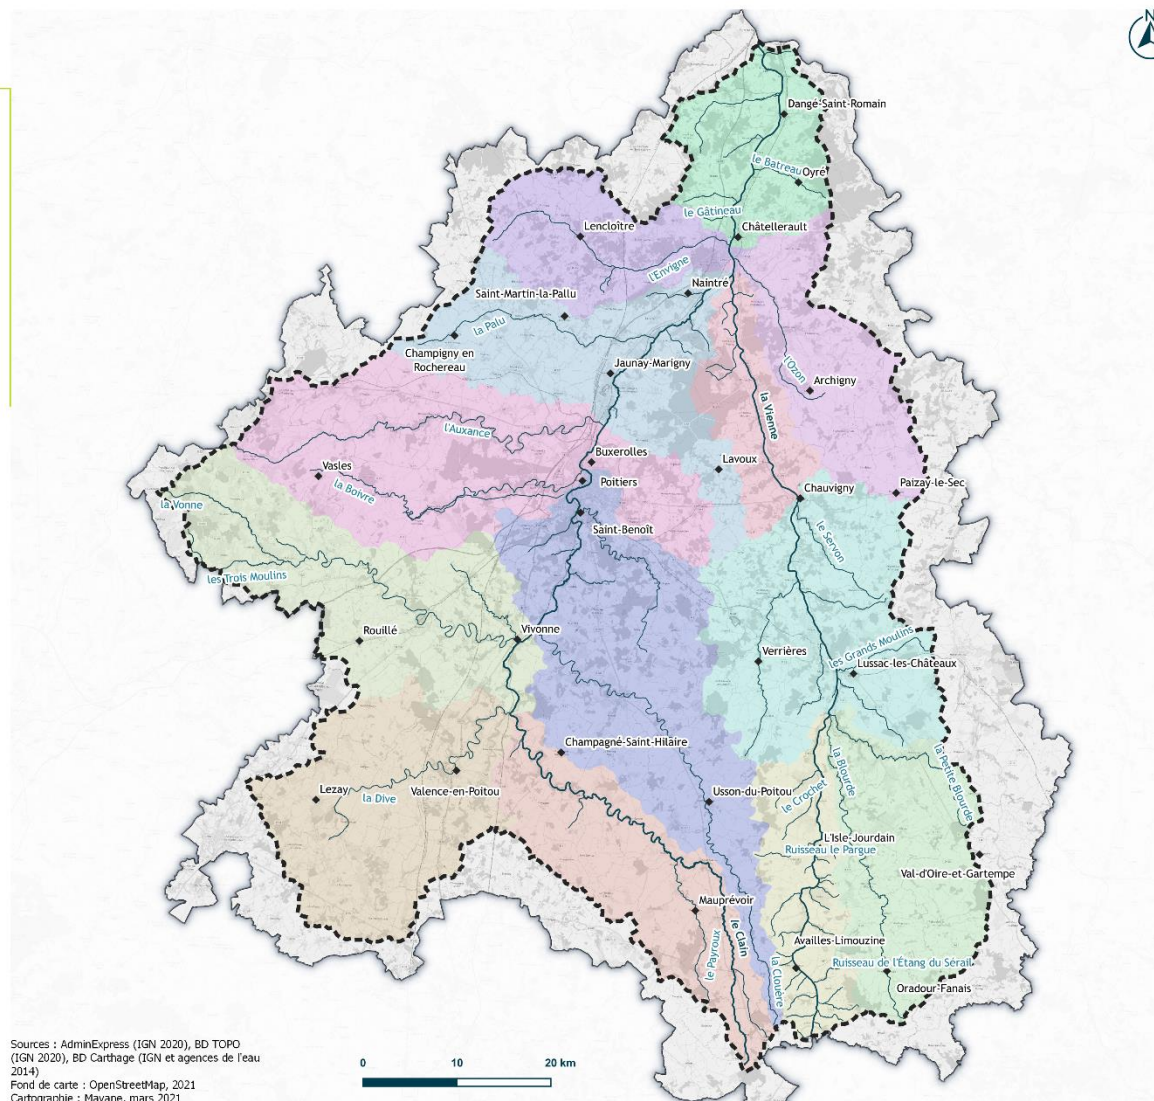 N
Dangé-Saint-Romain
le Batreau
Oyré
le Gâtineau
Châtellerault
Lencloître
l'Envigne
Naintré
Saint-Martin-la-Pallu
la Palu
Champigny en
Rochereau
Jaunay-Marigny
l'Ozon
Archigny
la Vienne
l'Auxance
Buxerolles
Lavoux
Vasles
Poitiers
la Boivre
Paizay-le-Sec
Chauvigny
la Vonne
Saint-Benoît
le Servon
les Trois Moulins
Rouillé
Vivonne
les Grands Moulins
Verrières
Lussac-les-Châteaux
Champagné-Saint-Hilaire
la Blourde
la Petite Blourde
Lezay
la Dive
Valence-en-Poitou
Usson-du-Poitou
le Crochet
L'Isle-Jourdain
Ruisseau le Pargue
Val-d'Oire-et-Gartempe
Mauprévoir
le Clain
le Payroux
Availles-Limouzine
la Clouère
Ruisseau de l'Étang du Sérail
Oradour-Fanais
Sources : AdminExpress (IGN 2020), BD TOPO
(IGN 2020), BD Carthage (IGN et agences de l'eau
2014)
Fond de carte : OpenStreetMap, 2021
Cartographie : Mayane, mars 2021
0 10 20 km